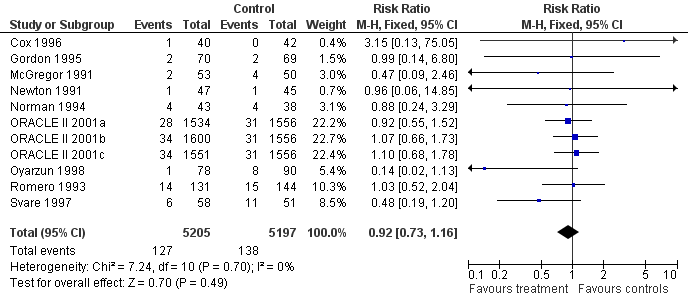 Control Risk Ratio Risk Ratio
Study or Subgroup Events Total Events Total Weight M-H, Fixed, 95% CI M-H, Fixed, 95% CI
Cox 1996 1 40 0 42 0.4% 3.15 [0.13, 75.05]
Gordon 1995 2 70 2 69 1.4% 0.99 [0.14, 6.80]
McGregor 1991 2 53 4 50 3.0% 0.47 [0.09, 2.46]
Newton 1991 1 47 1 45 0.7% 0.96 [0.06, 14.85]
Norman 1994 4 43 4 38 3.1% 0.88 [0.24, 3.29]
ORACLE II 2001a 28 1534 31 1556 22.2% 0.92 [0.55, 1.52]
ORACLE II 2001b 34 1600 31 1556 22.7% 1.07 [0.66, 1.73]
ORACLE II 2001c 34 1551 31 1556 22.3% 1.10 [0.68, 1.78]
Oyarzun 1998 1 78 8 90 5.4% 0.14 [0.02, 1.13]
Romero 1993 14 131 15 144 10.3% 1.03 [0.52, 2.04]
Svare 1997 6 58 11 51 8.5% 0.48 [0.19, 1.20]
Total (95% CI) 5205 5197 100.0% 0.92 [0.73, 1.16]
Total events 127 138
Heterogeneity: Chi² = 7.24, df = 10 (P = 0.70); I² = 0%
Test for overall effect: Z = 0.70 (P = 0.49)
0.1 0.2 0.5 1 2 5 10
Favours treatment Favours controls